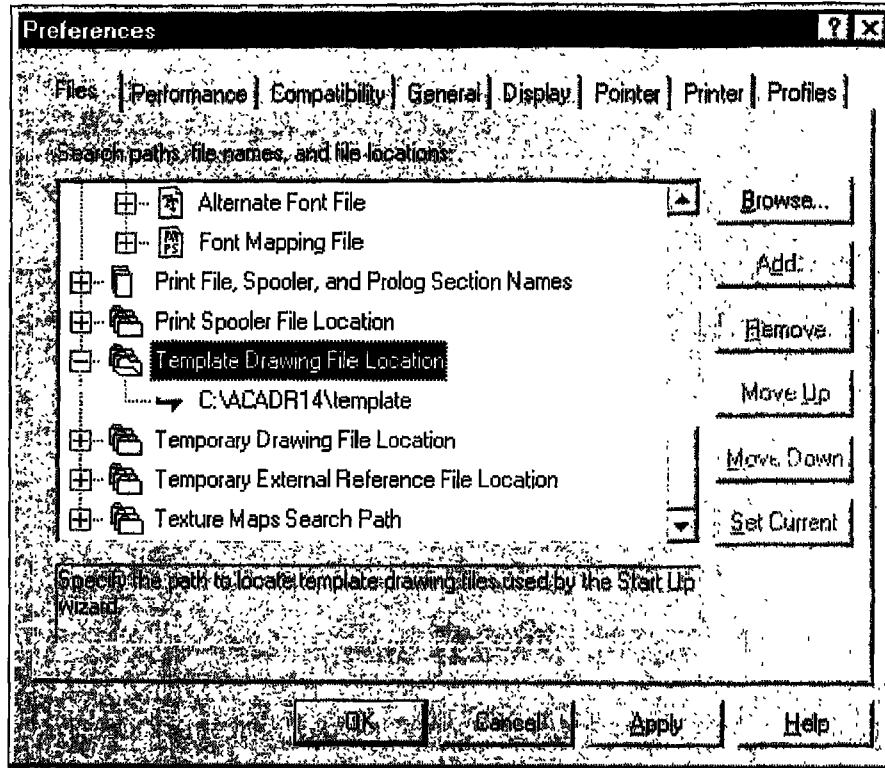 Preferences
Files Performance Compatibility General Display Pointer Printer Profiles
Search paths, file names, and file locations:
Alternate Font File
Font Mapping File
Print File, Spooler, and Prolog Section Names
Print Spooler File Location
Template Drawing File Location
C:\ACADR14\template
Temporary Drawing File Location
Temporary External Reference File Location
Texture Maps Search Path
Browse...
Add...
Remove
Move Up
Move Down
Set Current
Specify the path to locate template drawing files used by the Start Up
wizard.
OK Cancel Apply Help